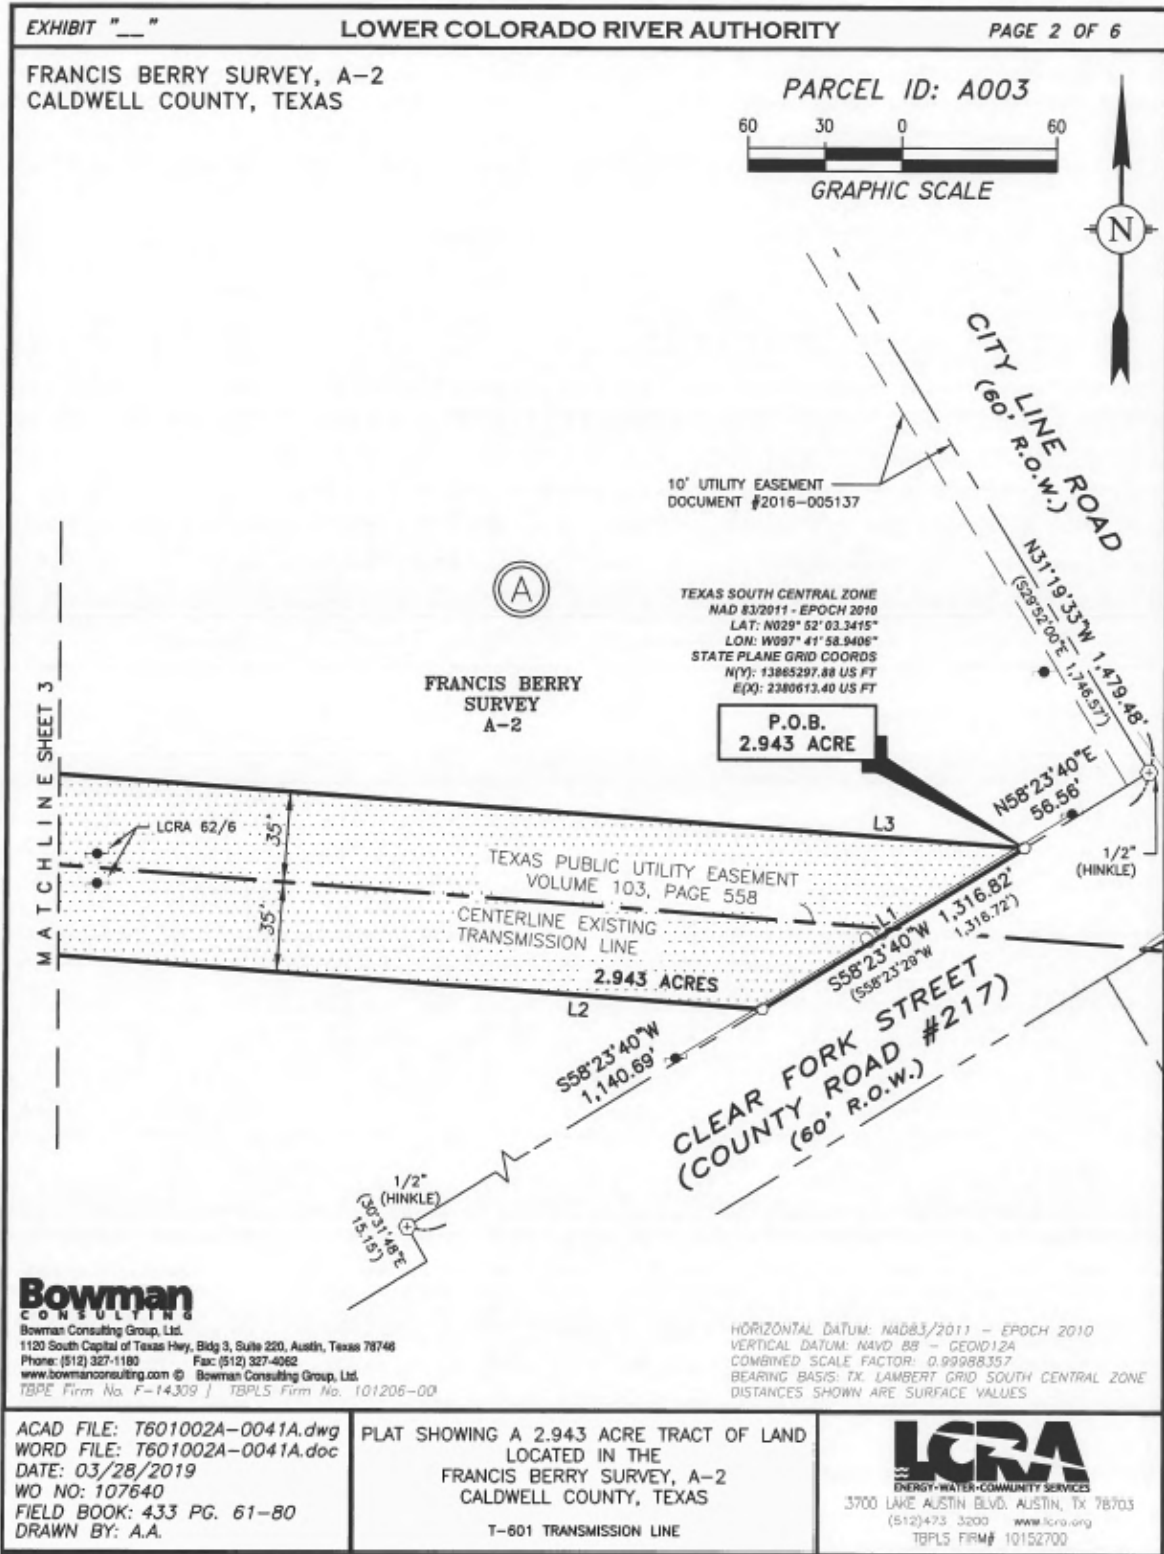 EXHIBIT "__"
LOWER COLORADO RIVER AUTHORITY
PAGE 2 OF 6
FRANCIS BERRY SURVEY, A-2
CALDWELL COUNTY, TEXAS
PARCEL ID: A003
60 30 0 60
GRAPHIC SCALE
N
CITY LINE ROAD
(60' R.O.W.)
10' UTILITY EASEMENT
DOCUMENT #2016-005137
N31°19'33"W 1,479.48'
(S29°52'00"E 1,746.57')
A
TEXAS SOUTH CENTRAL ZONE
NAD 83/2011 - EPOCH 2010
LAT: N029° 52' 03.3415"
LON: W097° 41' 58.9406"
STATE PLANE GRID COORDS
N(Y): 13865297.88 US FT
E(X): 2380613.40 US FT
FRANCIS BERRY
SURVEY
A-2
P.O.B.
2.943 ACRE
MATCHLINE SHEET 3
N58°23'40"E
56.56'
1/2"
(HINKLE)
LCRA 62/6
35'
L3
TEXAS PUBLIC UTILITY EASEMENT
VOLUME 103, PAGE 558
35'
CENTERLINE EXISTING
TRANSMISSION LINE
L1
S58°23'40"W 1,316.82'
(S58°23'29"W 1,316.72')
2.943 ACRES
L2
S58°23'40"W
1,140.69'
CLEAR FORK STREET
(COUNTY ROAD #217)
(60' R.O.W.)
1/2"
(HINKLE)
(30°31'48"E
15.15')
Bowman
CONSULTING
Bowman Consulting Group, Ltd.
1120 South Capital of Texas Hwy, Bldg 3, Suite 220, Austin, Texas 78746
Phone: (512) 327-1180 Fax: (512) 327-4062
www.bowmanconsulting.com © Bowman Consulting Group, Ltd.
TBPE Firm No. F-14309 | TBPLS Firm No. 101206-00
HORIZONTAL DATUM: NAD83/2011 - EPOCH 2010
VERTICAL DATUM: NAVD 88 - GEOID12A
COMBINED SCALE FACTOR: 0.99988357
BEARING BASIS: TX. LAMBERT GRID SOUTH CENTRAL ZONE
DISTANCES SHOWN ARE SURFACE VALUES
ACAD FILE: T601002A-0041A.dwg
WORD FILE: T601002A-0041A.doc
DATE: 03/28/2019
WO NO: 107640
FIELD BOOK: 433 PG. 61-80
DRAWN BY: A.A.
PLAT SHOWING A 2.943 ACRE TRACT OF LAND
LOCATED IN THE
FRANCIS BERRY SURVEY, A-2
CALDWELL COUNTY, TEXAS
T-601 TRANSMISSION LINE
LCRA
ENERGY•WATER•COMMUNITY SERVICES
3700 LAKE AUSTIN BLVD. AUSTIN, TX 78703
(512)473 3200 www.lcra.org
TBPLS FIRM# 10152700